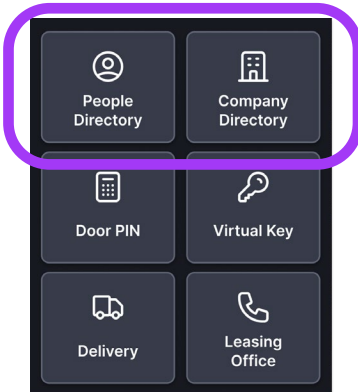 People
Directory
Company
Directory
Door PIN
Virtual Key
Delivery
Leasing
Office